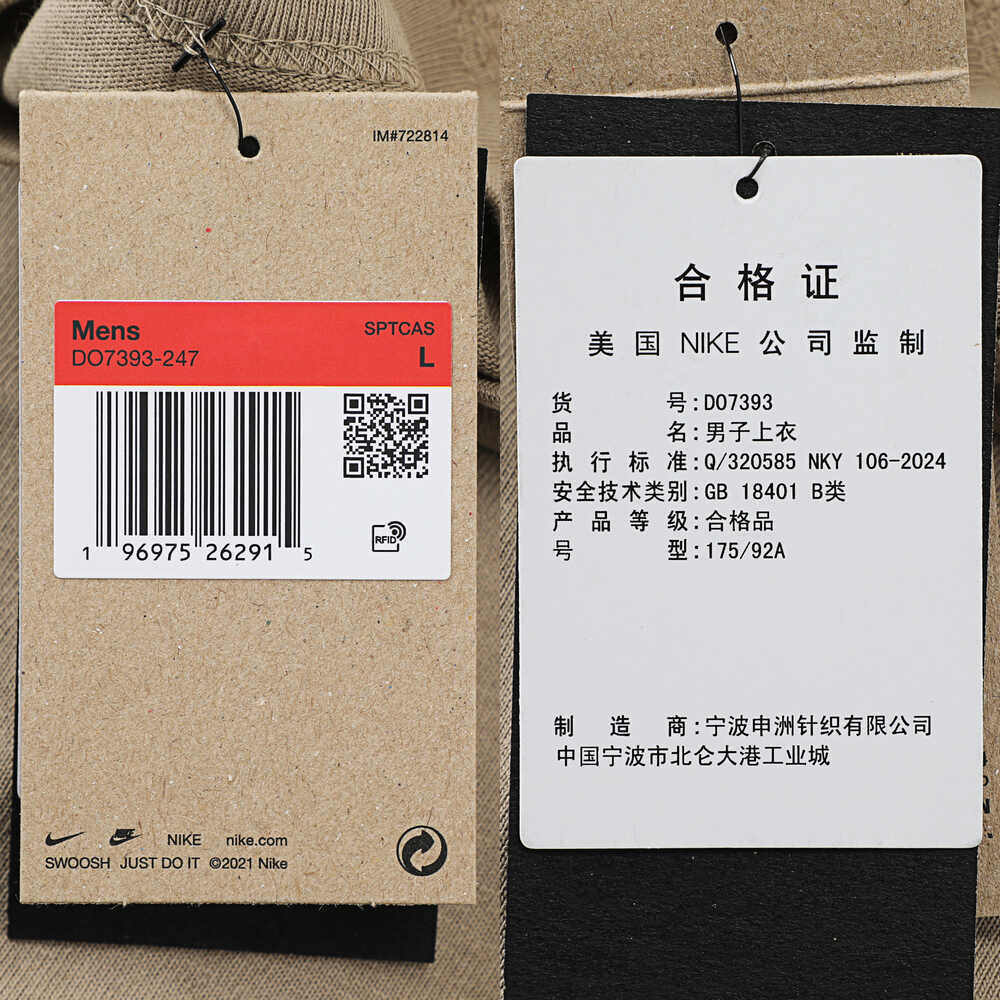 IM#722814
Mens
SPTCAS
DO7393-247
L
1 96975 26291 5
RFID
NIKE nike.com
SWOOSH JUST DO IT ©2021 Nike
合格证
美国 NIKE 公司监制
货号:DO7393
品名:男子上衣
执行标准:Q/320585 NKY 106-2024
安全技术类别:GB 18401 B类
产品等级:合格品
号型:175/92A
制造商:宁波申洲针织有限公司
中国宁波市北仑大港工业城